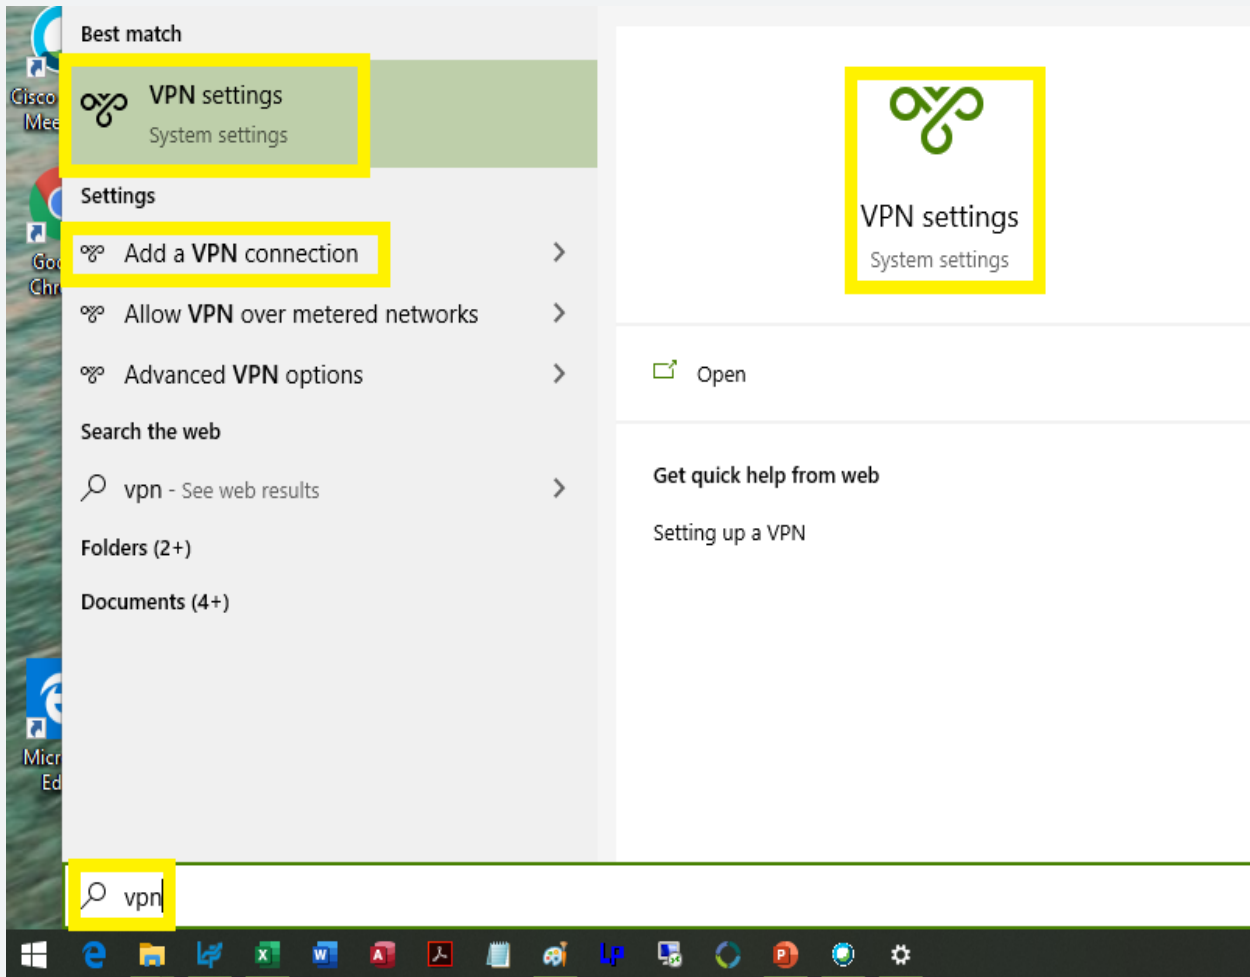 Best match
VPN settings
System settings
Settings
Add a VPN connection
Allow VPN over metered networks
Advanced VPN options
Search the web
vpn - See web results
Folders (2+)
Documents (4+)
VPN settings
System settings
Open
Get quick help from web
Setting up a VPN
Cisco
vpn